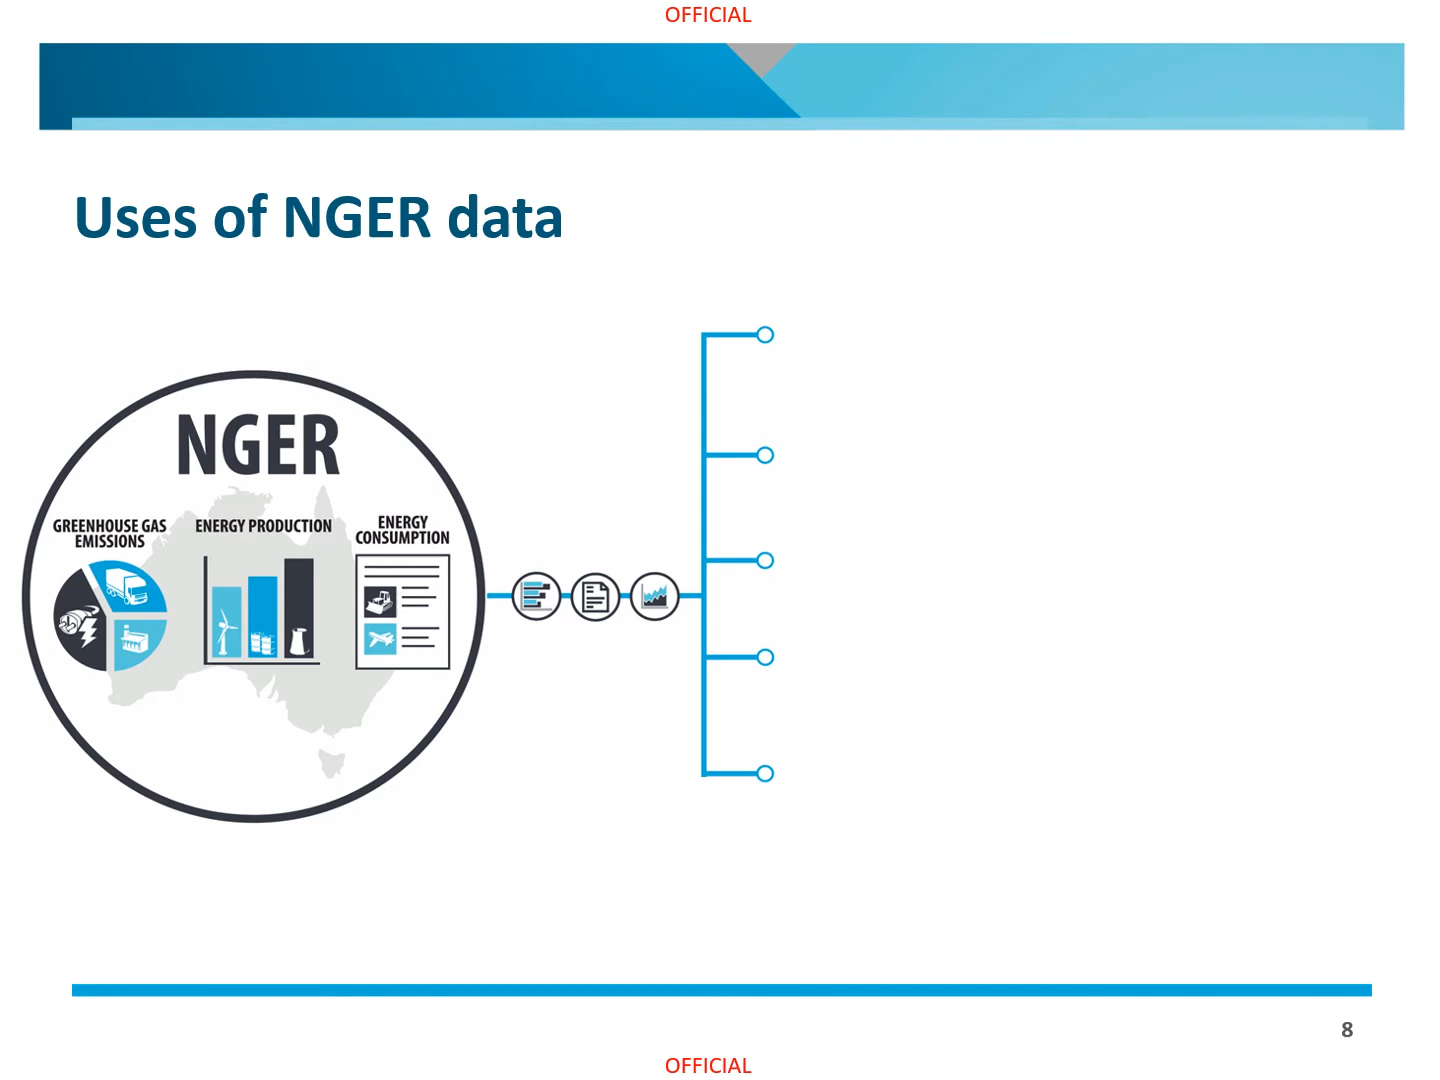 OFFICIAL
Uses of NGER data
NGER
GREENHOUSE GAS
EMISSIONS
ENERGY PRODUCTION
ENERGY
CONSUMPTION
8
OFFICIAL